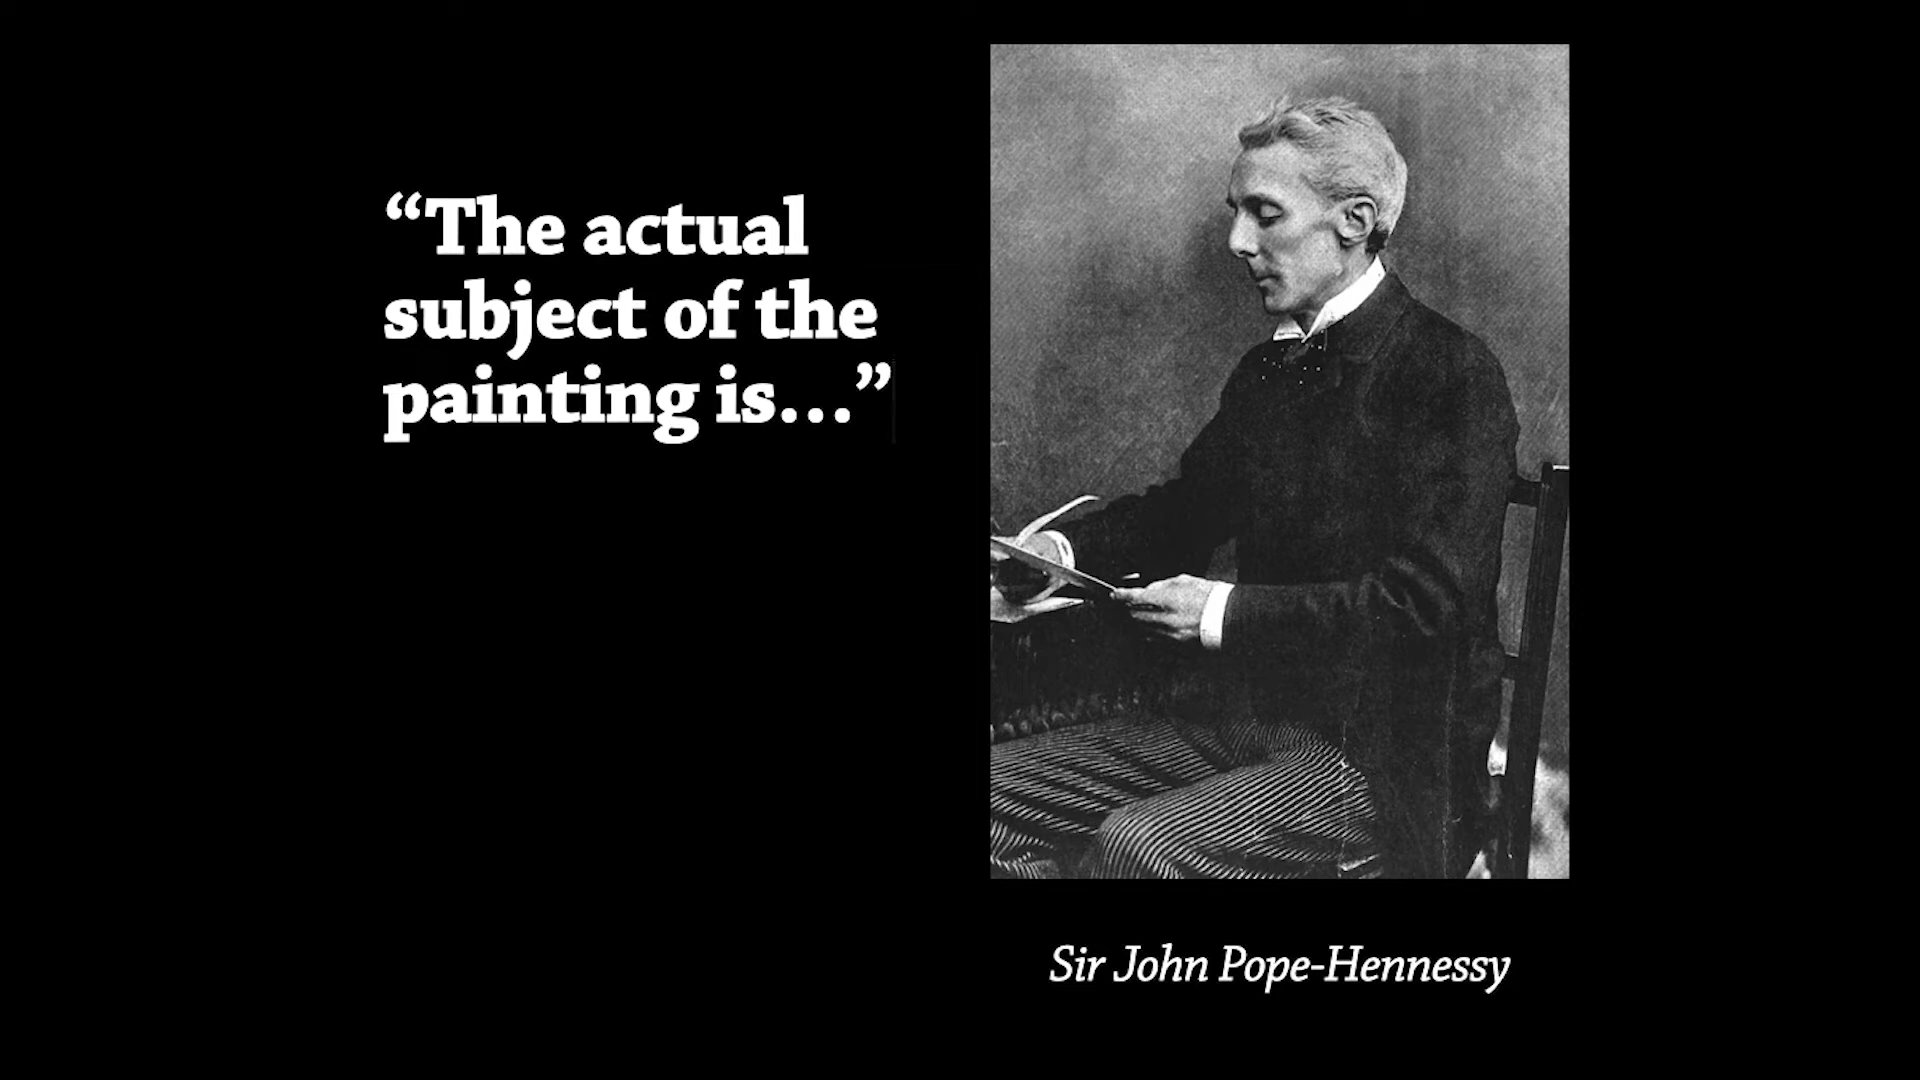 “The actual
subject of the
painting is…”
Sir John Pope-Hennessy